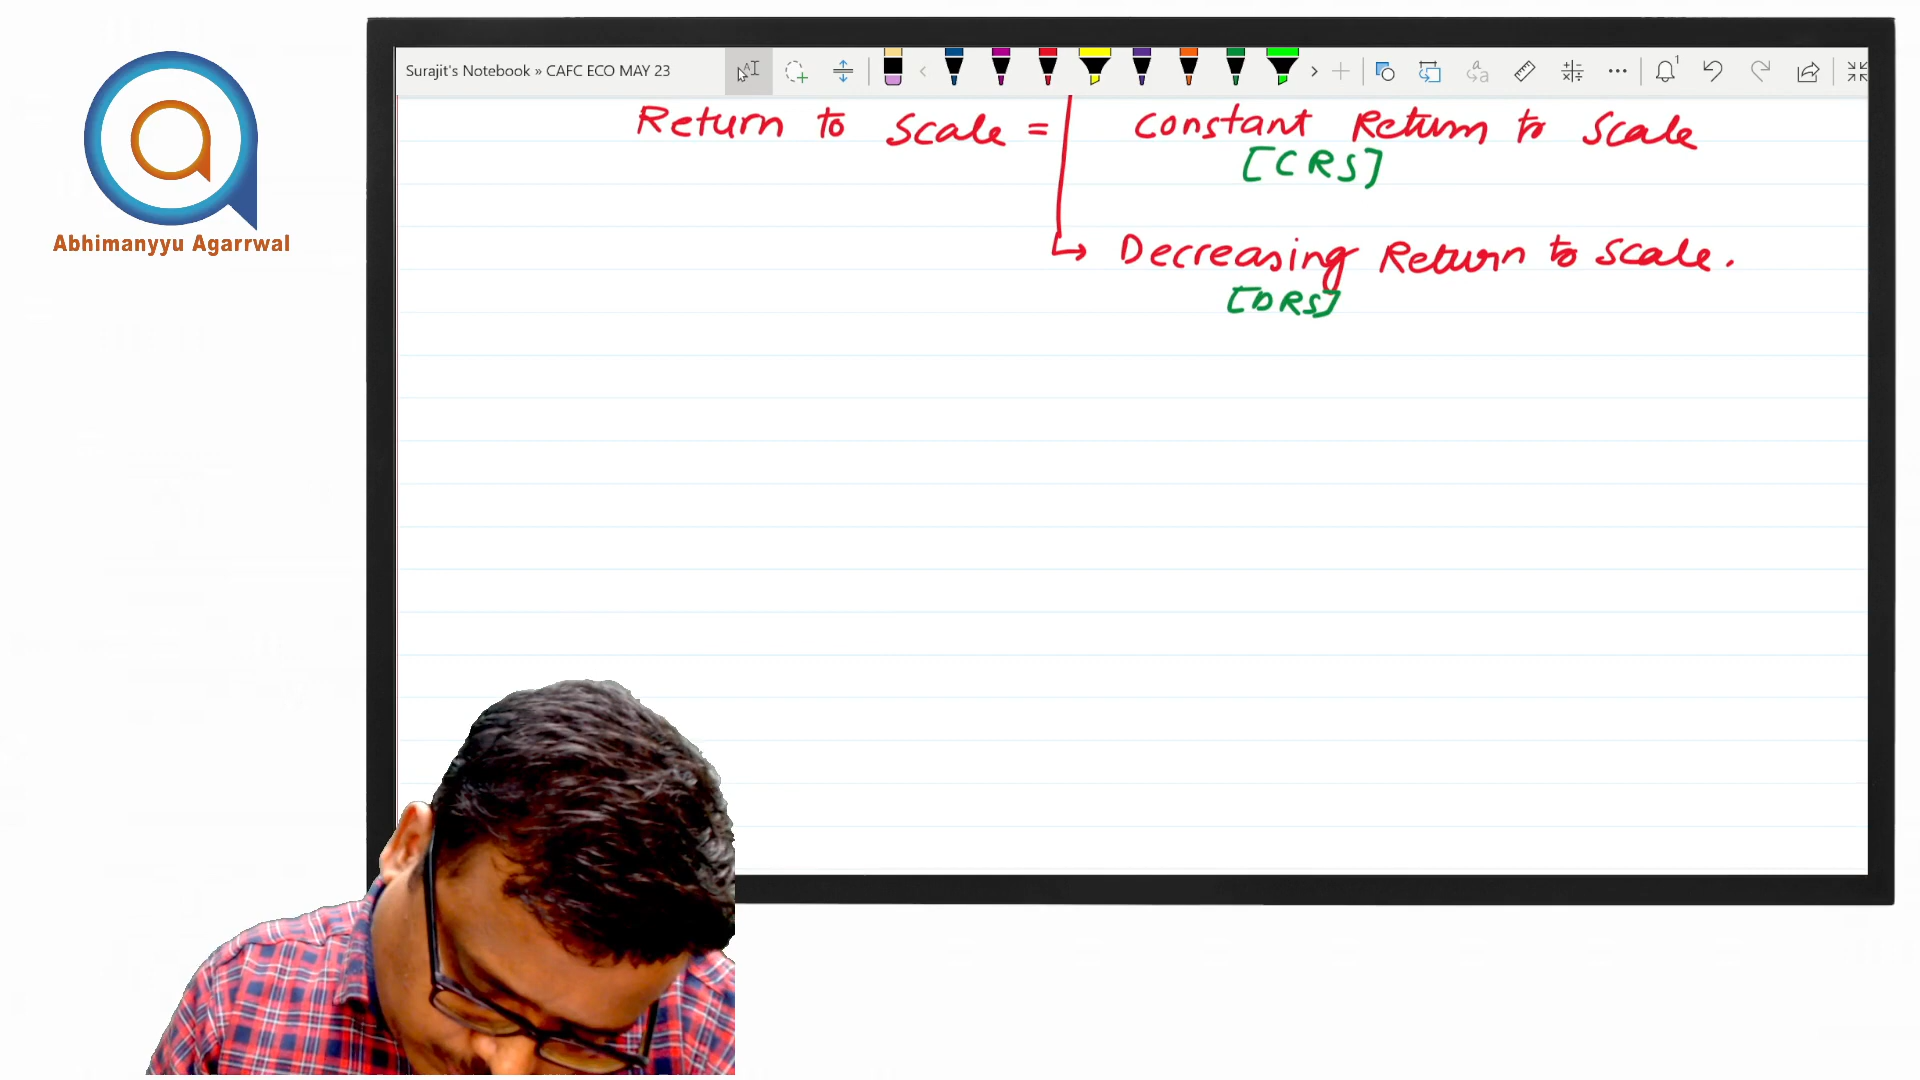 Abhimanyyu Agarrwal
Surajit's Notebook » CAFC ECO MAY 23
Return to Scale = Constant Return to Scale
[CRS]
Decreasing Return to Scale.
[DRS]